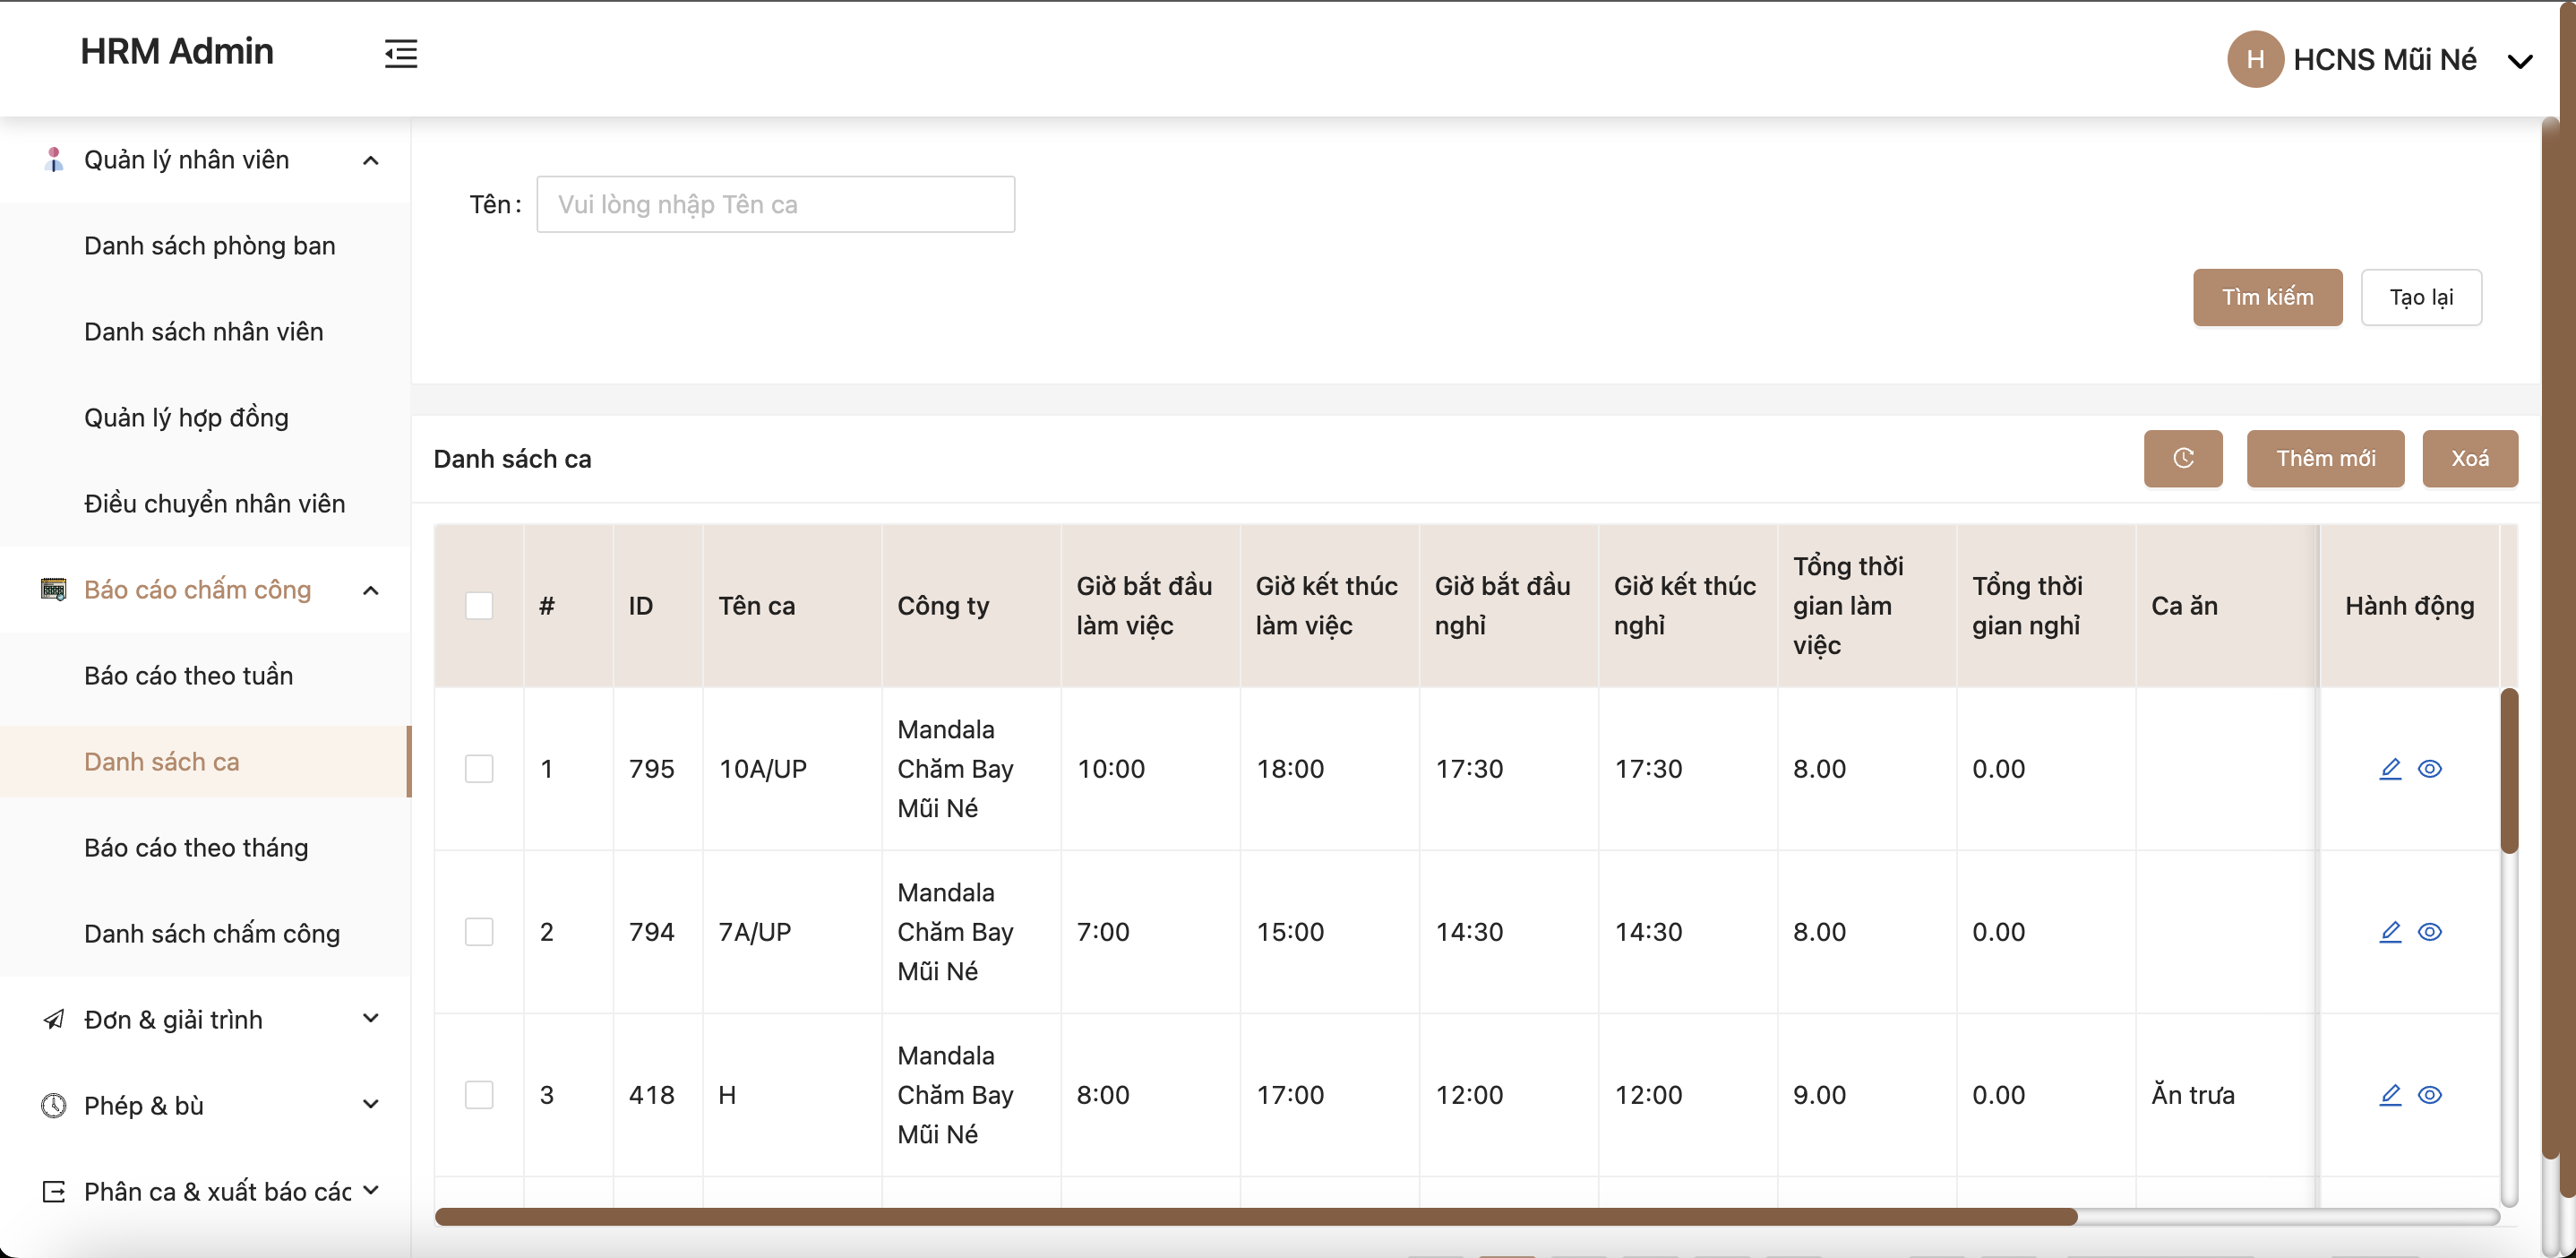 HRM Admin
H HCNS Mũi Né
Quản lý nhân viên
Danh sách phòng ban
Danh sách nhân viên
Quản lý hợp đồng
Điều chuyển nhân viên
Báo cáo chấm công
Báo cáo theo tuần
Danh sách ca
Báo cáo theo tháng
Danh sách chấm công
Đơn & giải trình
Phép & bù
Phân ca & xuất báo các
Tên: Vui lòng nhập Tên ca
Tìm kiếm Tạo lại
Danh sách ca Thêm mới Xoá
# ID Tên ca Công ty Giờ bắt đầu làm việc Giờ kết thúc làm việc Giờ bắt đầu nghỉ Giờ kết thúc nghỉ Tổng thời gian làm việc Tổng thời gian nghỉ Ca ăn Hành động
1 795 10A/UP Mandala Chăm Bay Mũi Né 10:00 18:00 17:30 17:30 8.00 0.00
2 794 7A/UP Mandala Chăm Bay Mũi Né 7:00 15:00 14:30 14:30 8.00 0.00
3 418 H Mandala Chăm Bay Mũi Né 8:00 17:00 12:00 12:00 9.00 0.00 Ăn trưa